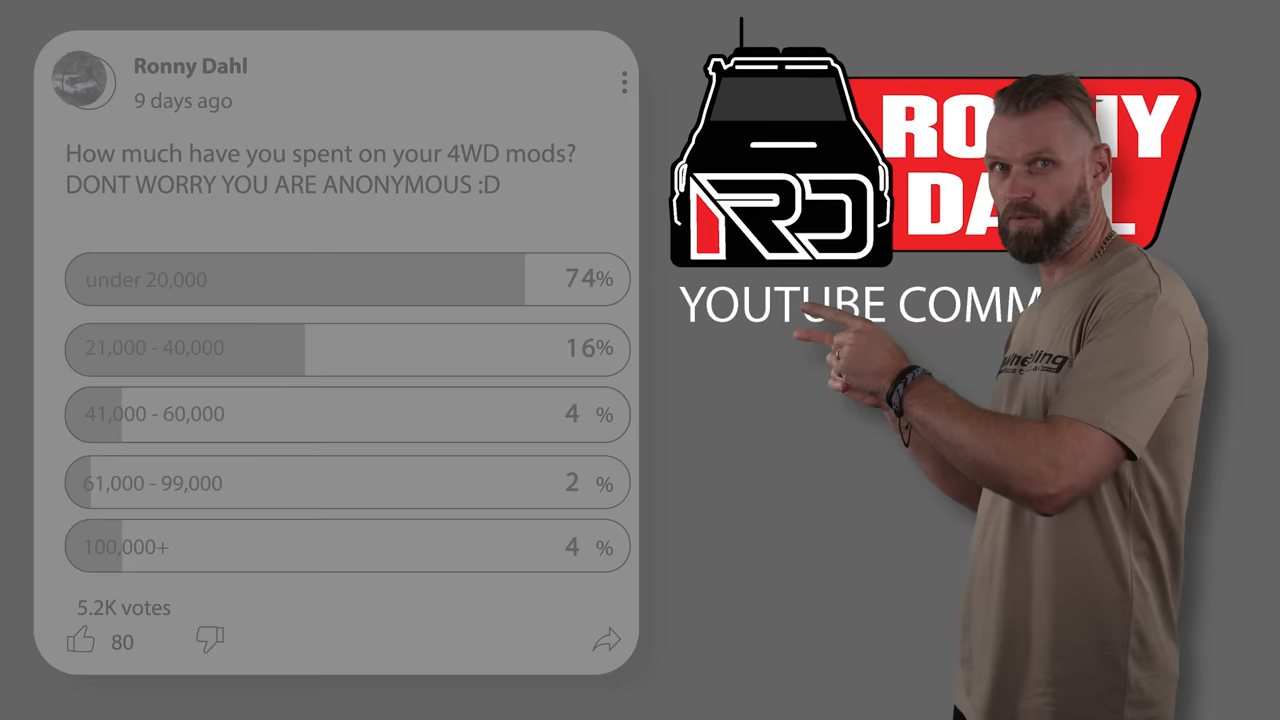 Ronny Dahl
9 days ago
How much have you spent on your 4WD mods?
DONT WORRY YOU ARE ANONYMOUS :D
under 20,000 74%
21,000 - 40,000 16%
41,000 - 60,000 4 %
61,000 - 99,000 2 %
100,000+ 4 %
5.2K votes
80
RD
YOUTUBE COMM